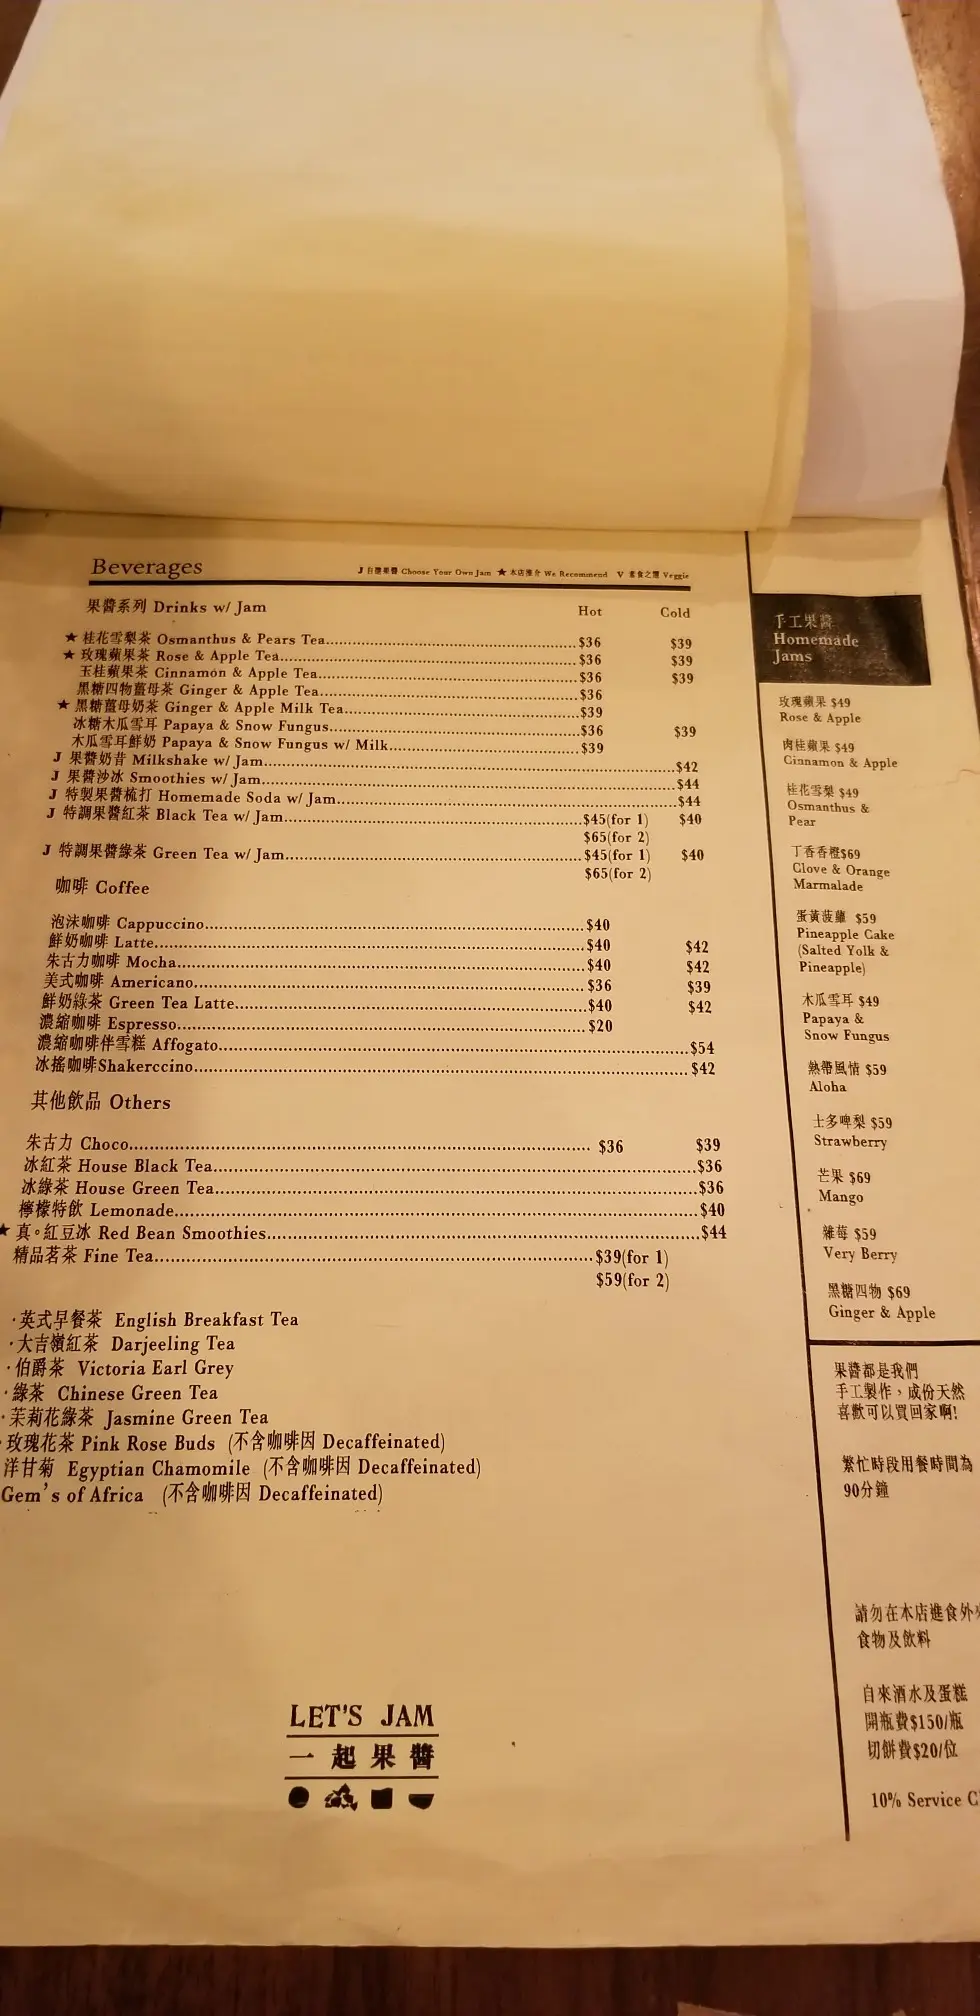 Beverages
J 自選果醬 Choose Your Own Jam ★ 本店推介 We Recommend V 素食之選 Veggie
果醬系列 Drinks w/ Jam Hot Cold
★ 桂花雪梨茶 Osmanthus & Pears Tea $36 $39
★ 玫瑰蘋果茶 Rose & Apple Tea $36 $39
玉桂蘋果茶 Cinnamon & Apple Tea $36 $39
黑糖四物薑母茶 Ginger & Apple Tea $36
★ 黑糖薑母奶茶 Ginger & Apple Milk Tea $39
冰糖木瓜雪耳 Papaya & Snow Fungus $36 $39
木瓜雪耳鮮奶 Papaya & Snow Fungus w/ Milk $39
J 果醬奶昔 Milkshake w/ Jam $42
J 果醬沙冰 Smoothies w/ Jam $44
J 特製果醬梳打 Homemade Soda w/ Jam $44
J 特調果醬紅茶 Black Tea w/ Jam $45(for 1) $40
$65(for 2)
J 特調果醬綠茶 Green Tea w/ Jam $45(for 1) $40
$65(for 2)
咖啡 Coffee
泡沫咖啡 Cappuccino $40
鮮奶咖啡 Latte $40 $42
朱古力咖啡 Mocha $40 $42
美式咖啡 Americano $36 $39
鮮奶綠茶 Green Tea Latte $40 $42
濃縮咖啡 Espresso $20
濃縮咖啡伴雪糕 Affogato $54
冰搖咖啡Shakerccino $42
其他飲品 Others
朱古力 Choco $36 $39
冰紅茶 House Black Tea $36
冰綠茶 House Green Tea $36
檸檬特飲 Lemonade $40
★ 真。紅豆冰 Red Bean Smoothies $44
精品茗茶 Fine Tea $39(for 1)
$59(for 2)
·英式早餐茶 English Breakfast Tea
·大吉嶺紅茶 Darjeeling Tea
·伯爵茶 Victoria Earl Grey
·綠茶 Chinese Green Tea
·茉莉花綠茶 Jasmine Green Tea
·玫瑰花茶 Pink Rose Buds (不含咖啡因 Decaffeinated)
洋甘菊 Egyptian Chamomile (不含咖啡因 Decaffeinated)
Gem's of Africa (不含咖啡因 Decaffeinated)
LET'S JAM
一起果醬
手工果醬
Homemade
Jams
玫瑰蘋果 $49
Rose & Apple
肉桂蘋果 $49
Cinnamon & Apple
桂花雪梨 $49
Osmanthus &
Pear
丁香香橙$69
Clove & Orange
Marmalade
蛋黃菠蘿 $59
Pineapple Cake
(Salted Yolk &
Pineapple)
木瓜雪耳 $49
Papaya &
Snow Fungus
熱帶風情 $59
Aloha
士多啤梨 $59
Strawberry
芒果 $69
Mango
雜莓 $59
Very Berry
黑糖四物 $69
Ginger & Apple
果醬都是我們
手工製作，成份天然
喜歡可以買回家啊!
繁忙時段用餐時間為
90分鐘
請勿在本店進食外
食物及飲料
自來酒水及蛋糕
開瓶費$150/瓶
切餅費$20/位
10% Service